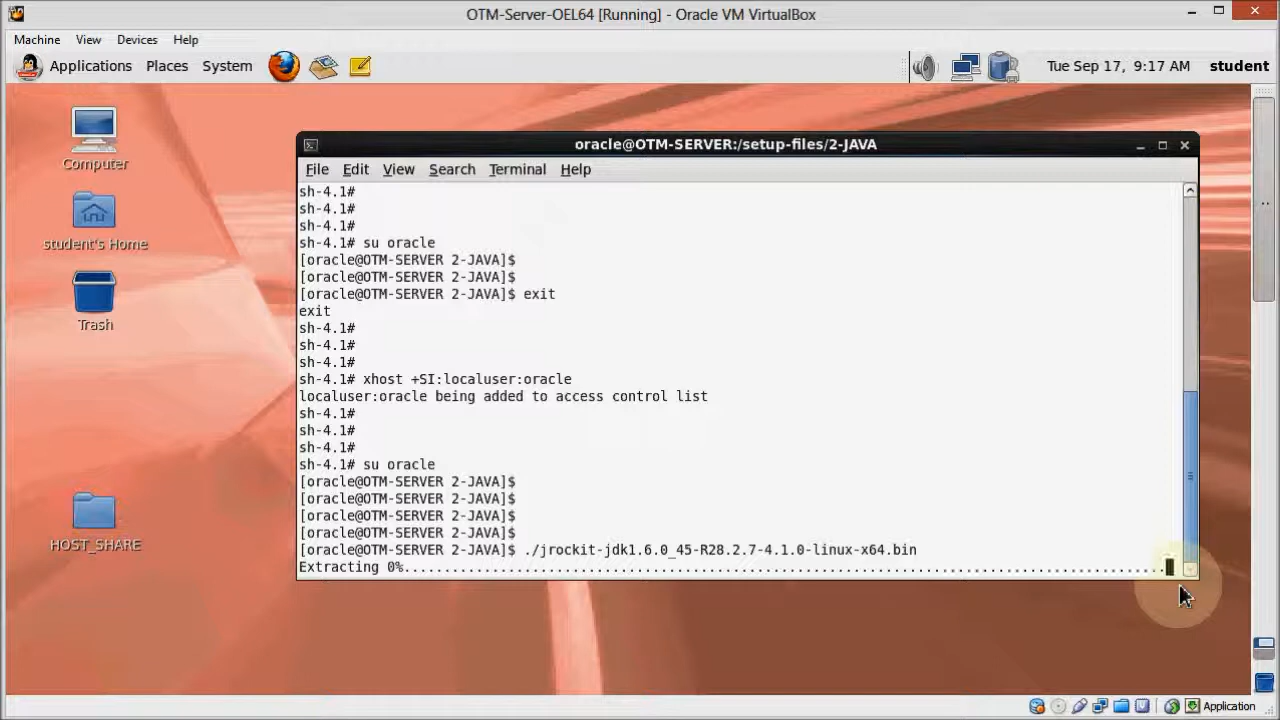 OTM-Server-OEL64 [Running] - Oracle VM VirtualBox
Machine View Devices Help
Applications Places System Tue Sep 17, 9:17 AM student
Computer
student's Home
Trash
HOST_SHARE
oracle@OTM-SERVER:/setup-files/2-JAVA
File Edit View Search Terminal Help
sh-4.1#
sh-4.1#
sh-4.1#
sh-4.1# su oracle
[oracle@OTM-SERVER 2-JAVA]$
[oracle@OTM-SERVER 2-JAVA]$
[oracle@OTM-SERVER 2-JAVA]$ exit
exit
sh-4.1#
sh-4.1#
sh-4.1#
sh-4.1# xhost +SI:localuser:oracle
localuser:oracle being added to access control list
sh-4.1#
sh-4.1#
sh-4.1#
sh-4.1# su oracle
[oracle@OTM-SERVER 2-JAVA]$
[oracle@OTM-SERVER 2-JAVA]$
[oracle@OTM-SERVER 2-JAVA]$
[oracle@OTM-SERVER 2-JAVA]$
[oracle@OTM-SERVER 2-JAVA]$ ./jrockit-jdk1.6.0_45-R28.2.7-4.1.0-linux-x64.bin
Extracting 0%................................................................................................
Application